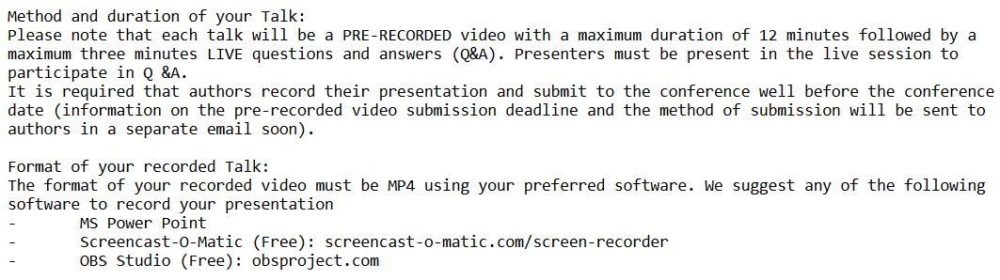 Method and duration of your Talk:
Please note that each talk will be a PRE-RECORDED video with a maximum duration of 12 minutes followed by a
maximum three minutes LIVE questions and answers (Q&A). Presenters must be present in the live session to
participate in Q &A.
It is required that authors record their presentation and submit to the conference well before the conference
date (information on the pre-recorded video submission deadline and the method of submission will be sent to
authors in a separate email soon).
Format of your recorded Talk:
The format of your recorded video must be MP4 using your preferred software. We suggest any of the following
software to record your presentation
- MS Power Point
- Screencast-O-Matic (Free): screencast-o-matic.com/screen-recorder
- OBS Studio (Free): obsproject.com